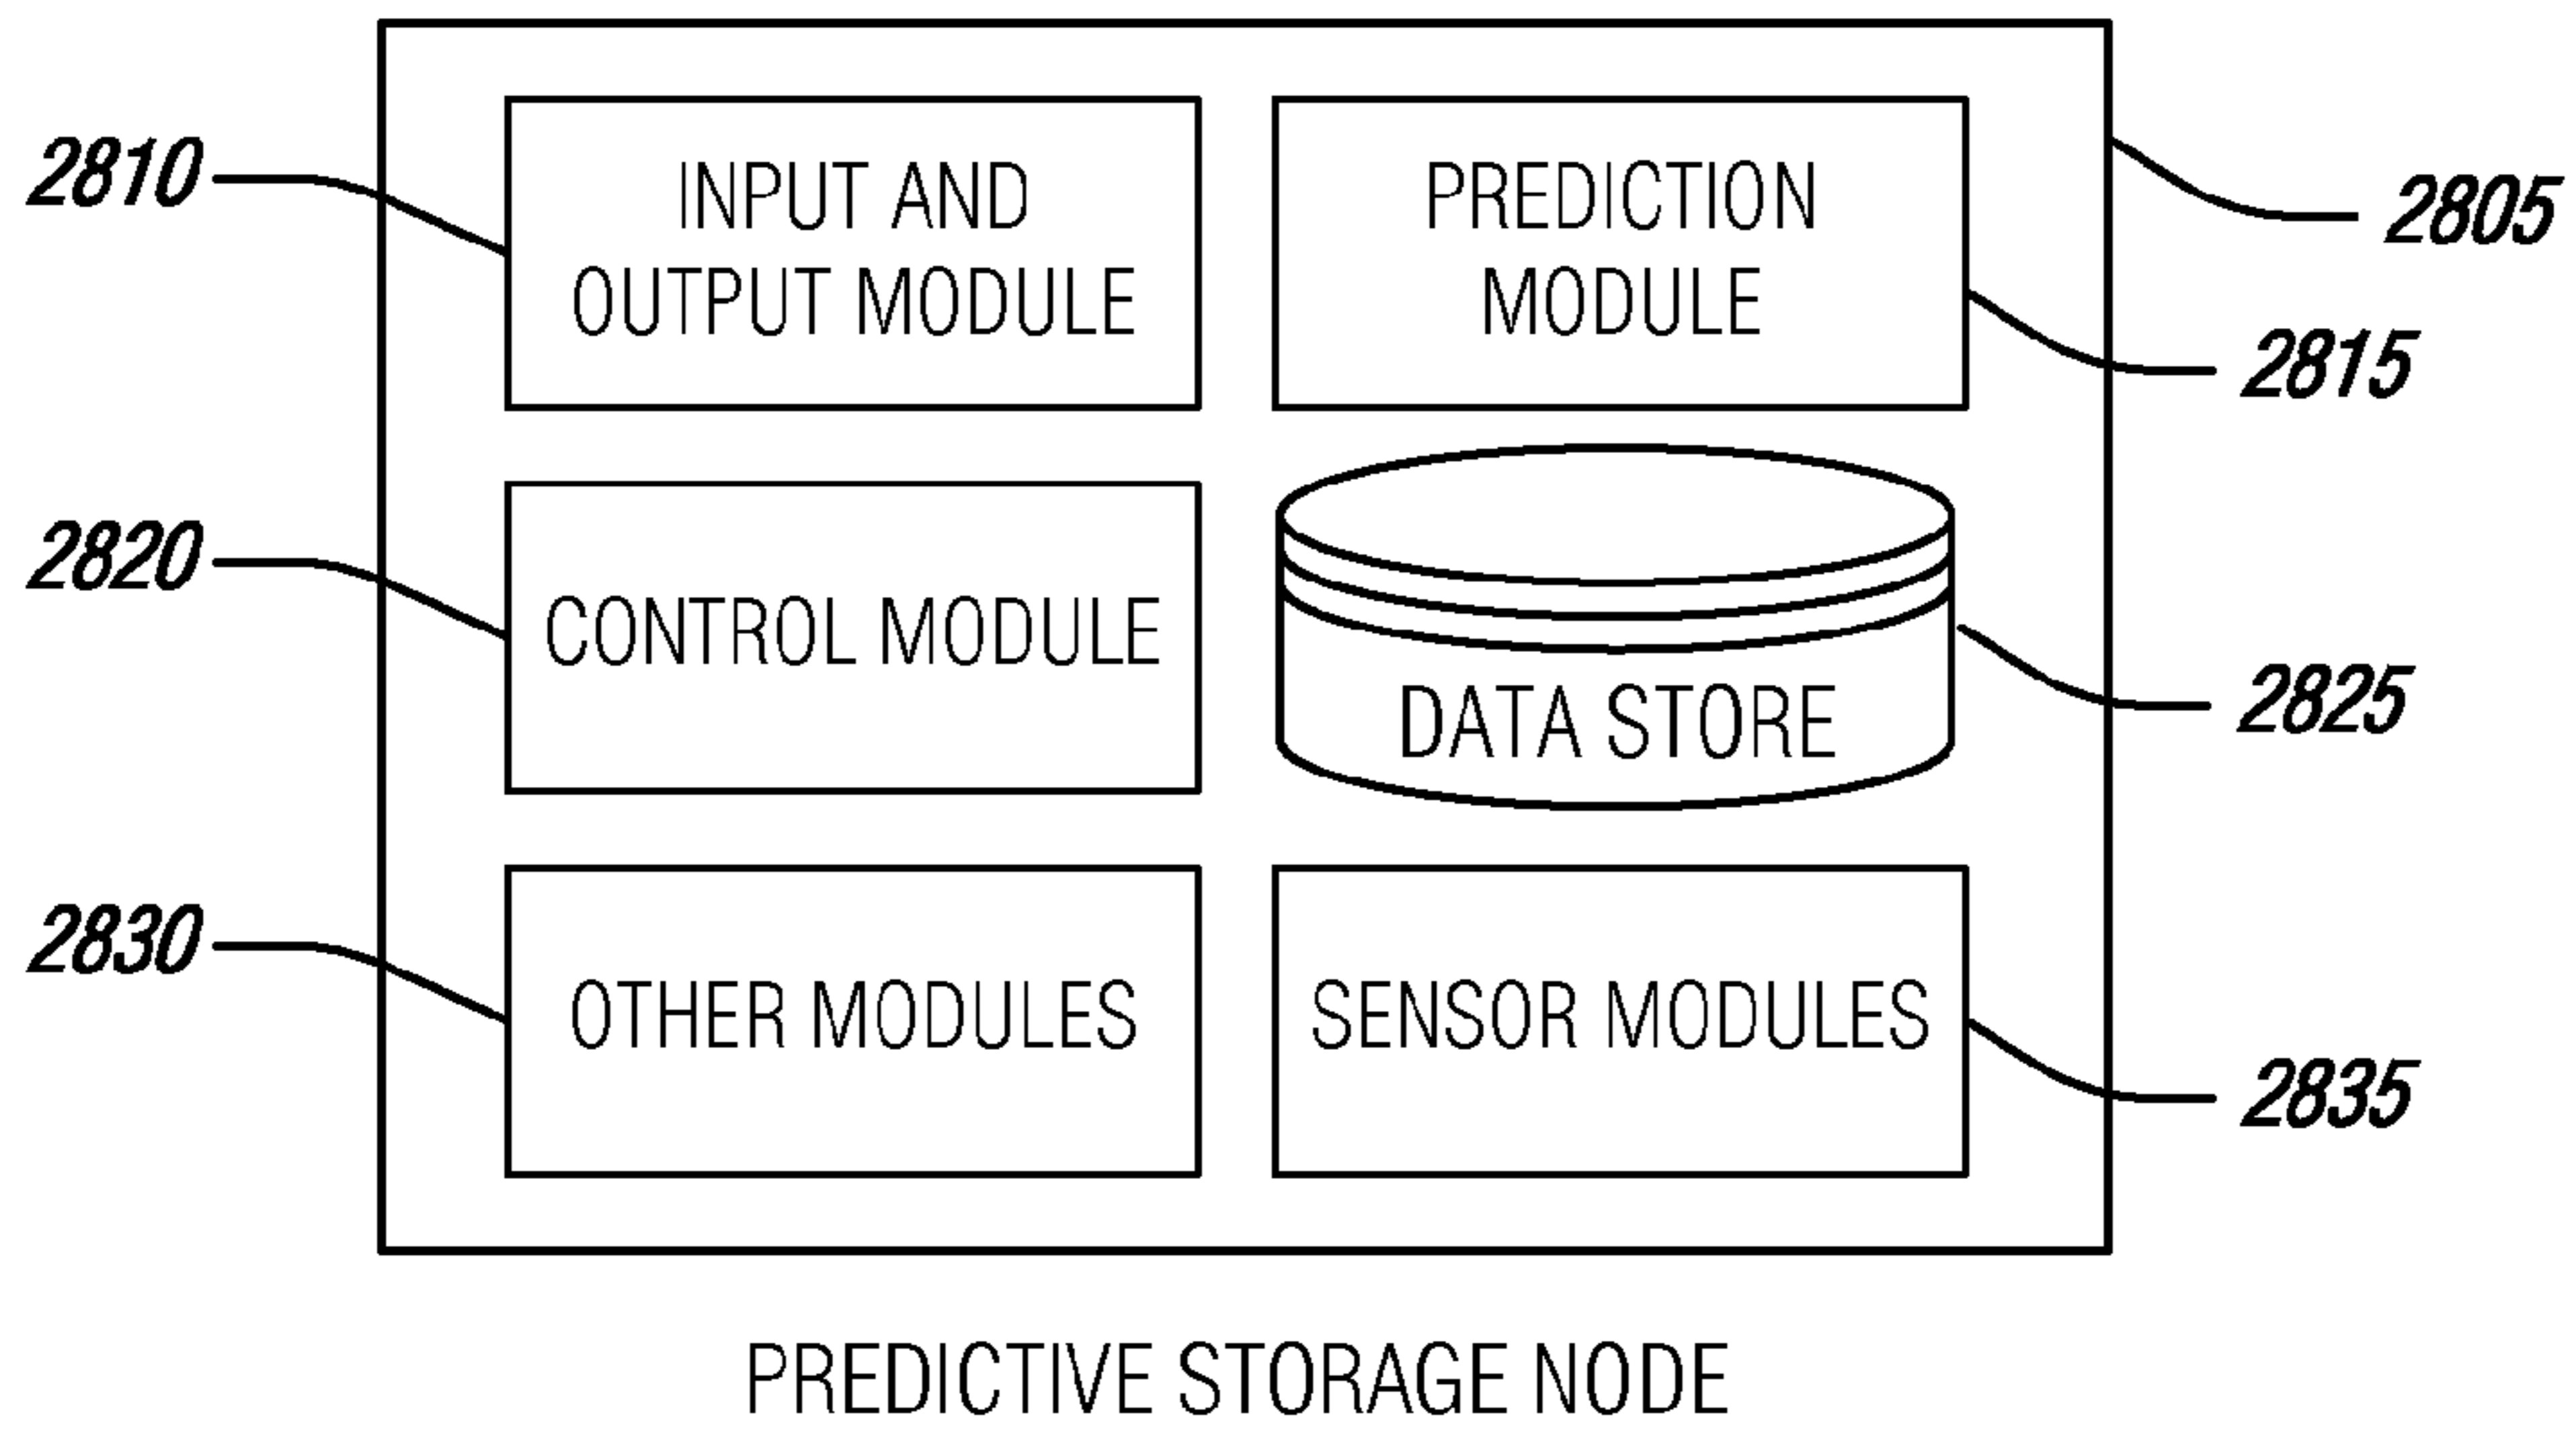 2810
INPUT AND
OUTPUT MODULE
PREDICTION
MODULE
2805
2815
2820
CONTROL MODULE
DATA STORE
2825
2830
OTHER MODULES
SENSOR MODULES
2835
PREDICTIVE STORAGE NODE